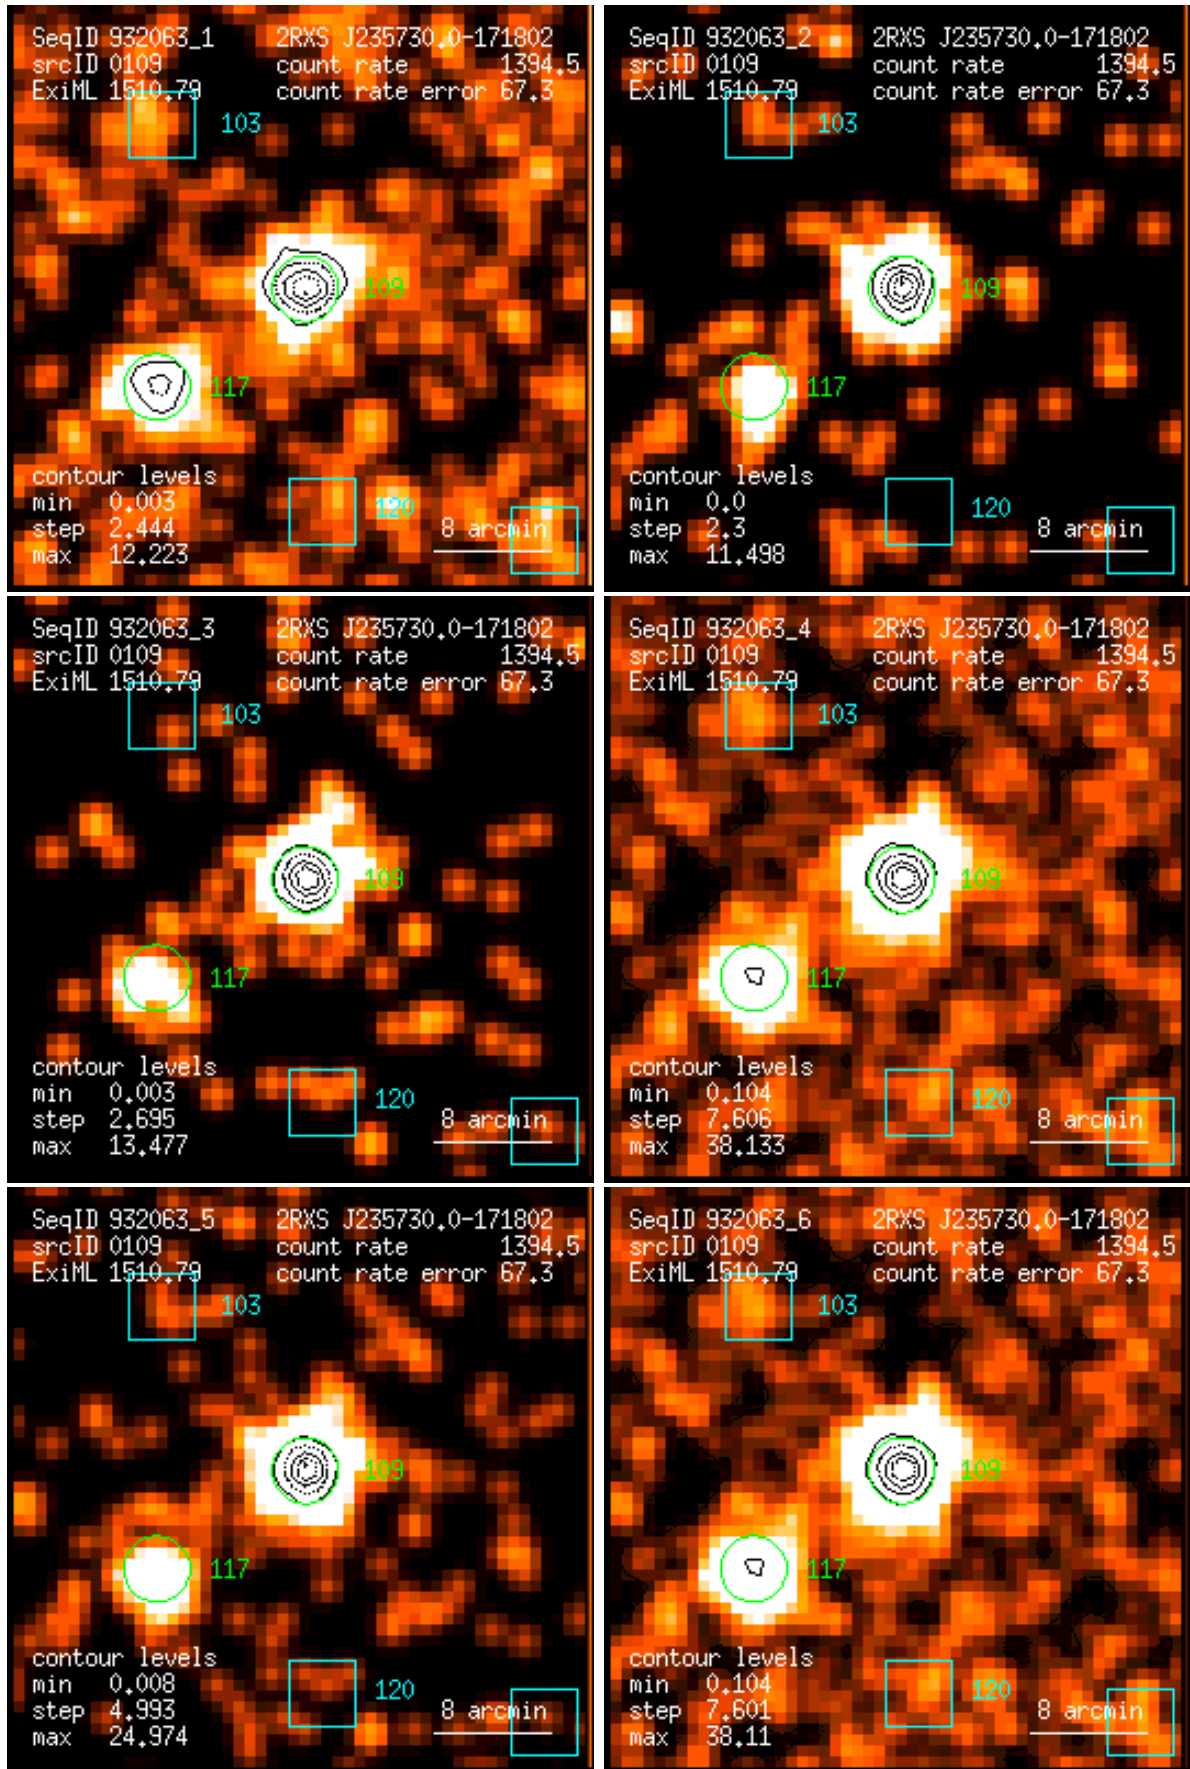 SeqID 932063_1 2RXS J235730.0-171802
srcID 0109 count rate 1394.5
ExiML 1510.79 count rate error 67.3
103
109
117
contour levels
min 0.003
120
step 2.444 8 arcmin
max 12.223
SeqID 932063_2 2RXS J235730.0-171802
srcID 0109 count rate 1394.5
ExiML 1510.79 count rate error 67.3
103
109
117
contour levels
min 0.0
120
step 2.3 8 arcmin
max 11.498
SeqID 932063_3 2RXS J235730.0-171802
srcID 0109 count rate 1394.5
ExiML 1510.79 count rate error 67.3
103
109
117
contour levels
min 0.003
120
step 2.695 8 arcmin
max 13.477
SeqID 932063_4 2RXS J235730.0-171802
srcID 0109 count rate 1394.5
ExiML 1510.79 count rate error 67.3
103
109
117
contour levels
min 0.104
120
step 7.606 8 arcmin
max 38.133
SeqID 932063_5 2RXS J235730.0-171802
srcID 0109 count rate 1394.5
ExiML 1510.79 count rate error 67.3
103
109
117
contour levels
min 0.008
120
step 4.993 8 arcmin
max 24.974
SeqID 932063_6 2RXS J235730.0-171802
srcID 0109 count rate 1394.5
ExiML 1510.79 count rate error 67.3
103
109
117
contour levels
min 0.104
120
step 7.601 8 arcmin
max 38.11